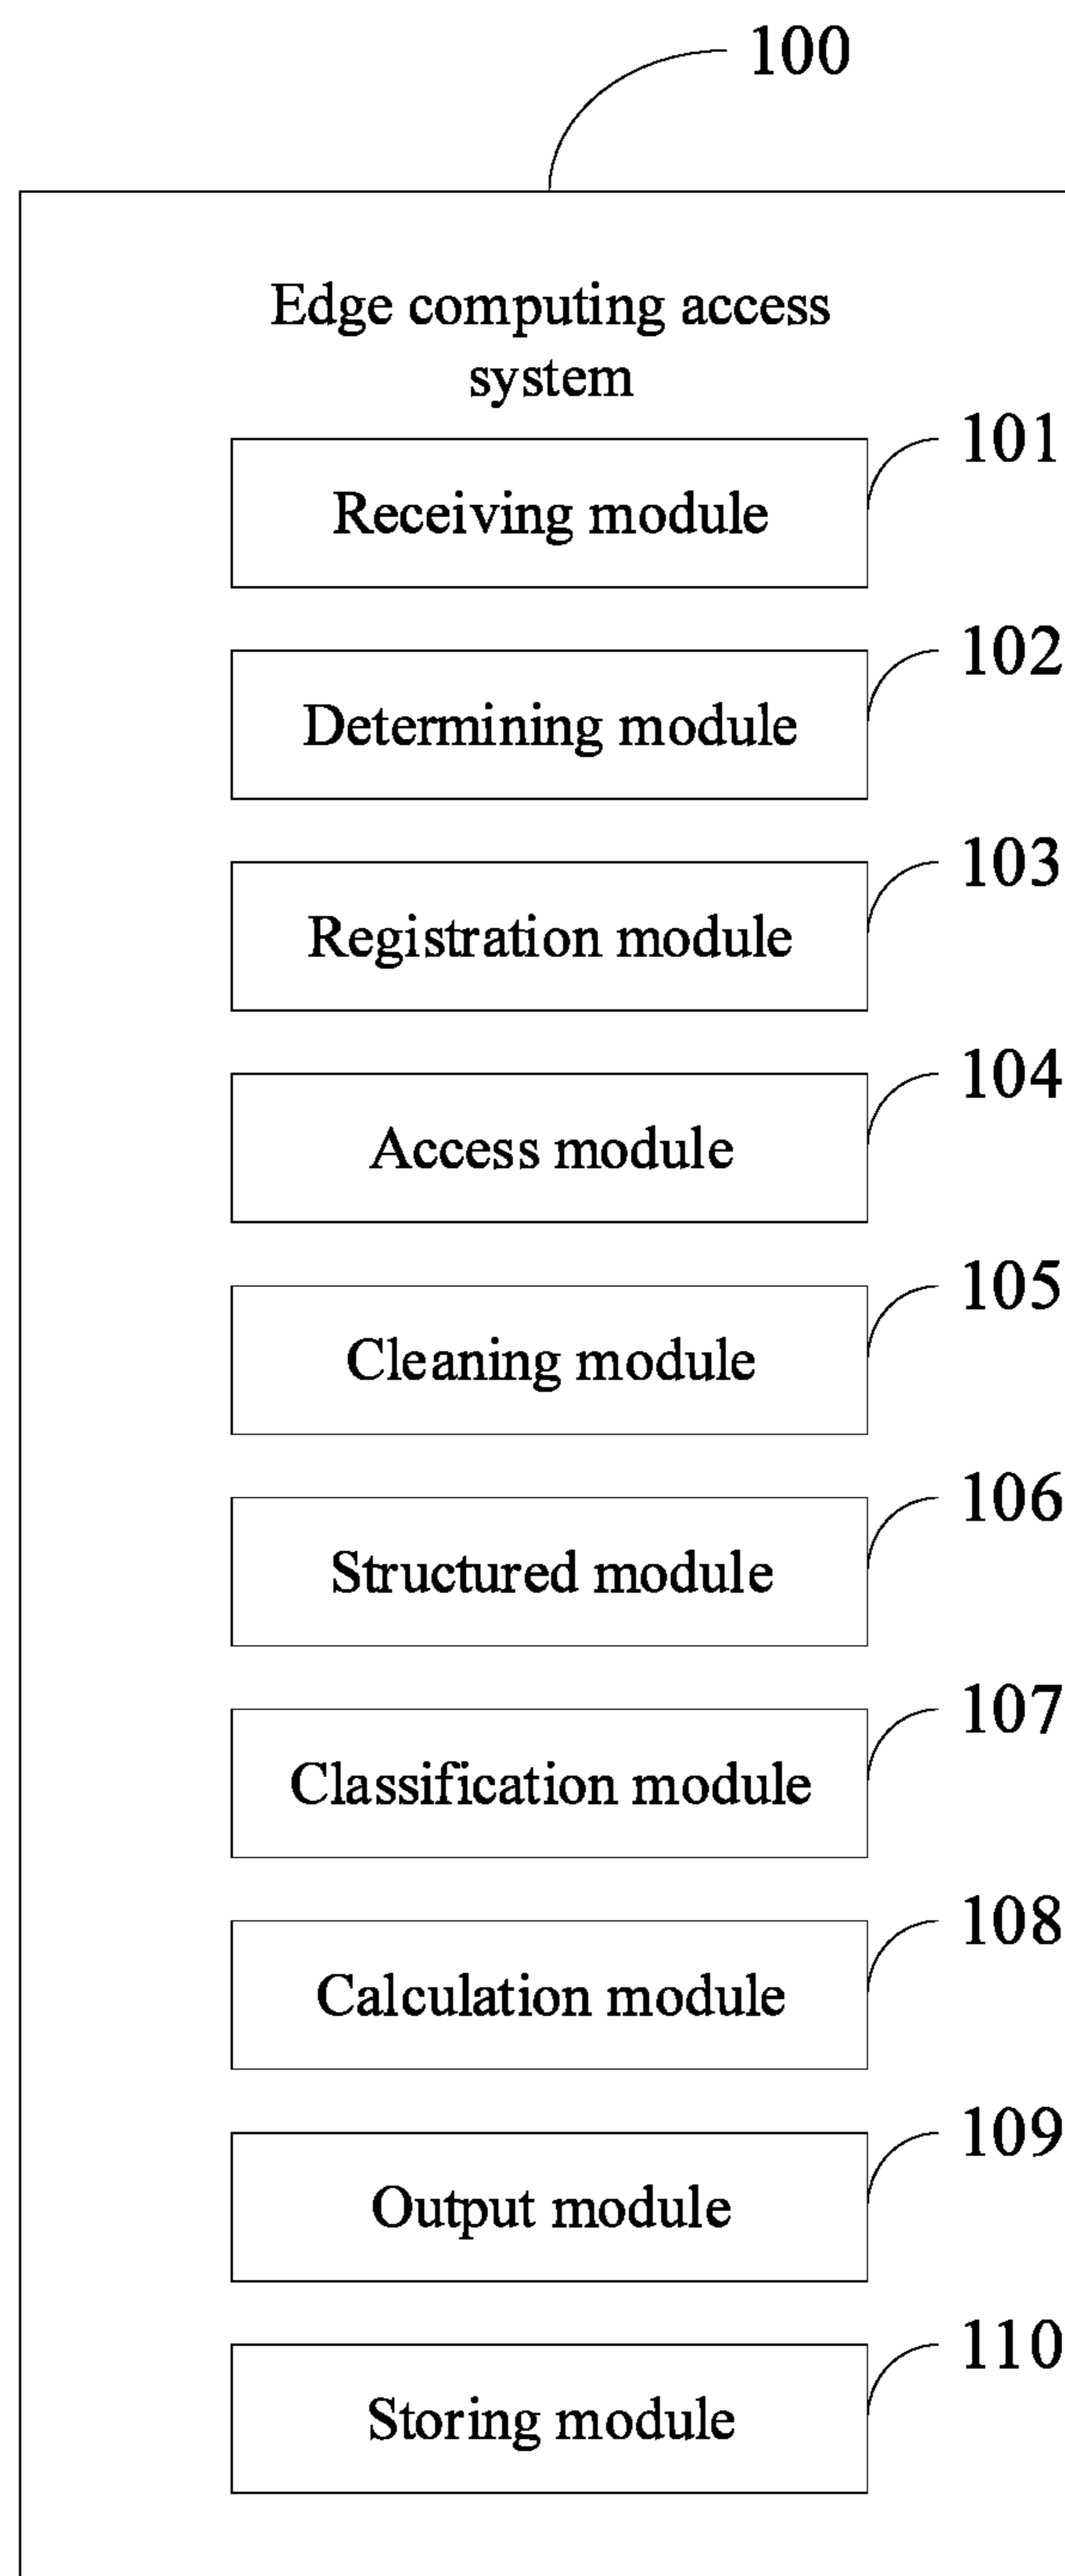 100
Edge computing access
system
101
Receiving module
102
Determining module
103
Registration module
104
Access module
105
Cleaning module
106
Structured module
107
Classification module
108
Calculation module
109
Output module
110
Storing module